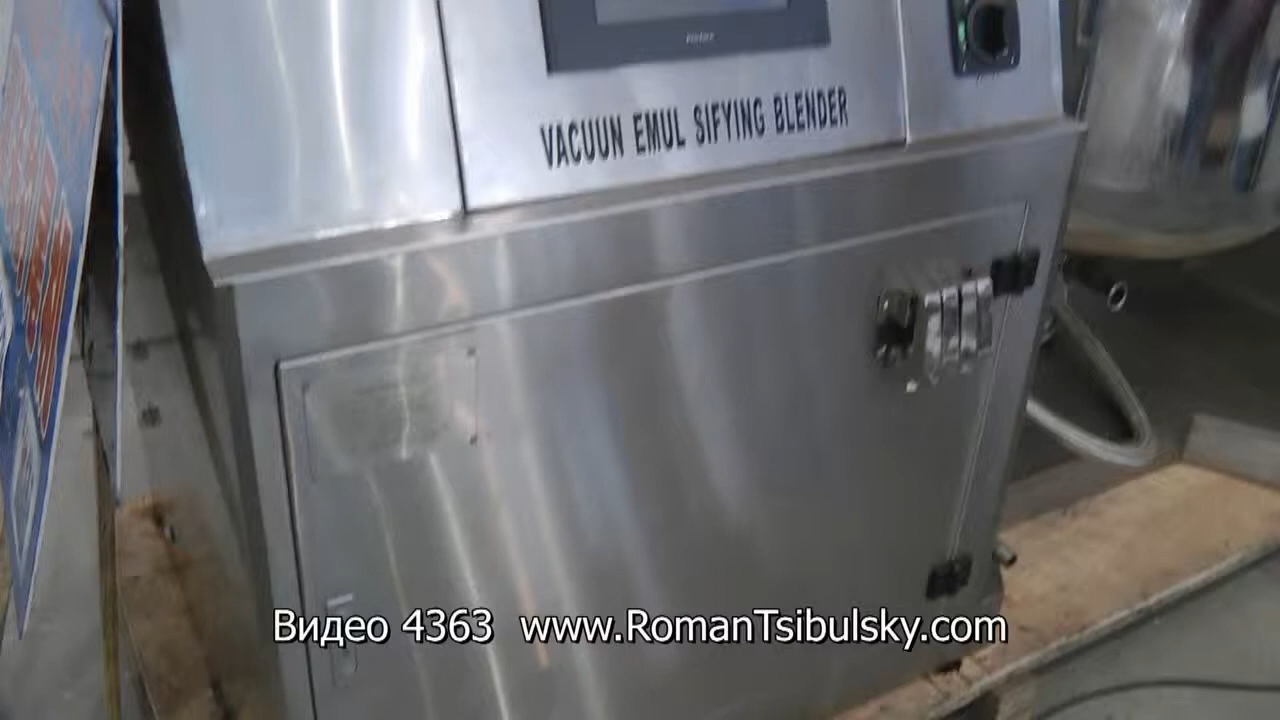 VACUUN EMUL SIFYING BLENDER
Видео 4363 www.RomanTsibulsky.com